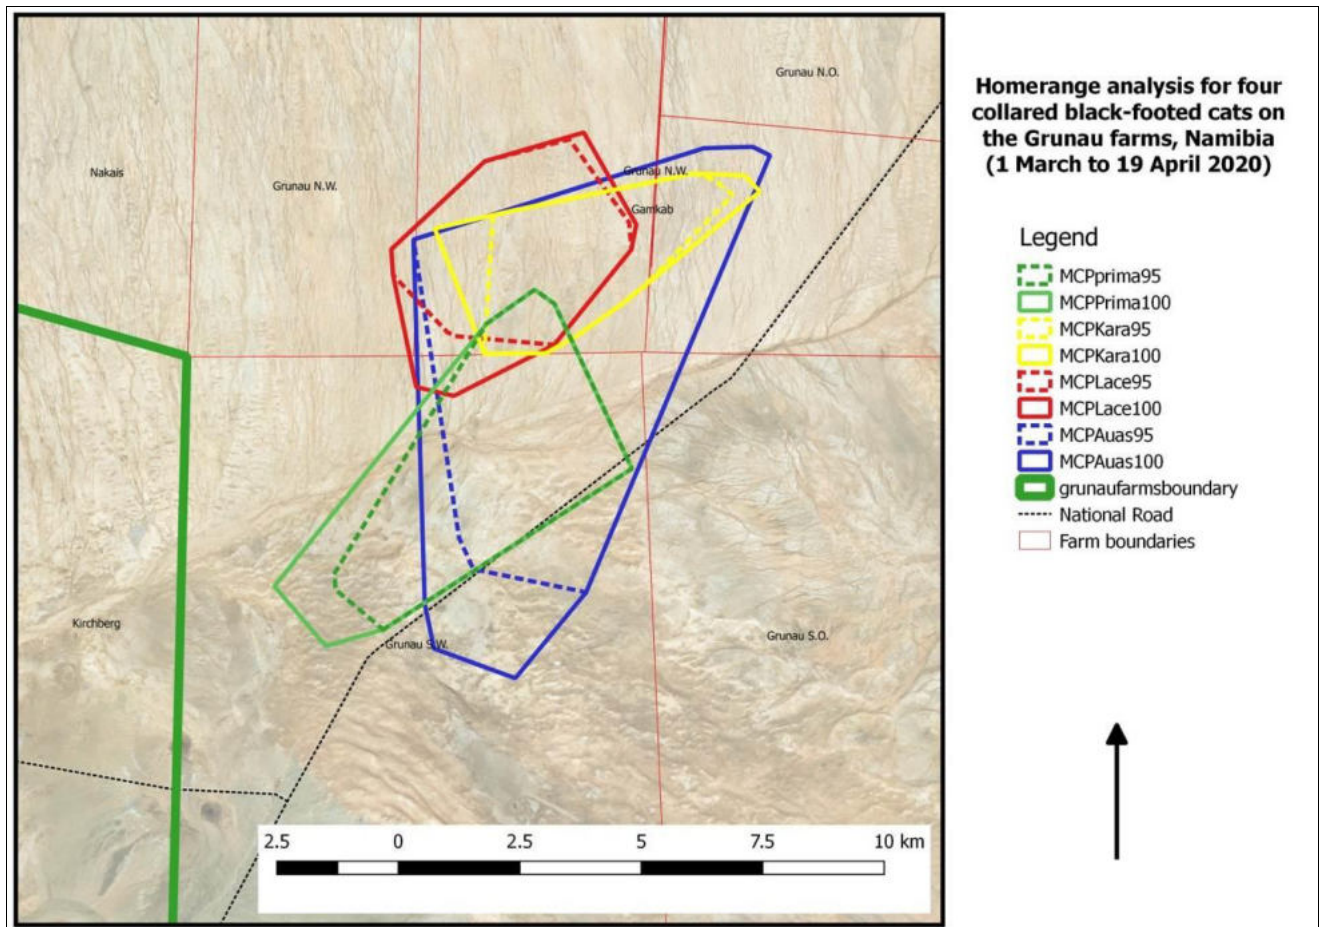 Grunau N.O.
Nakais
Grunau N.W.
Grunau N.W.
Gamkab
Kirchberg
Grunau S.W.
Grunau S.O.
2.5 0 2.5 5 7.5 10 km
Homerange analysis for four
collared black-footed cats on
the Grunau farms, Namibia
(1 March to 19 April 2020)
Legend
MCPprima95
MCPPrima100
MCPKara95
MCPKara100
MCPLace95
MCPLace100
MCPAuas95
MCPAuas100
grunaufarmsboundary
National Road
Farm boundaries